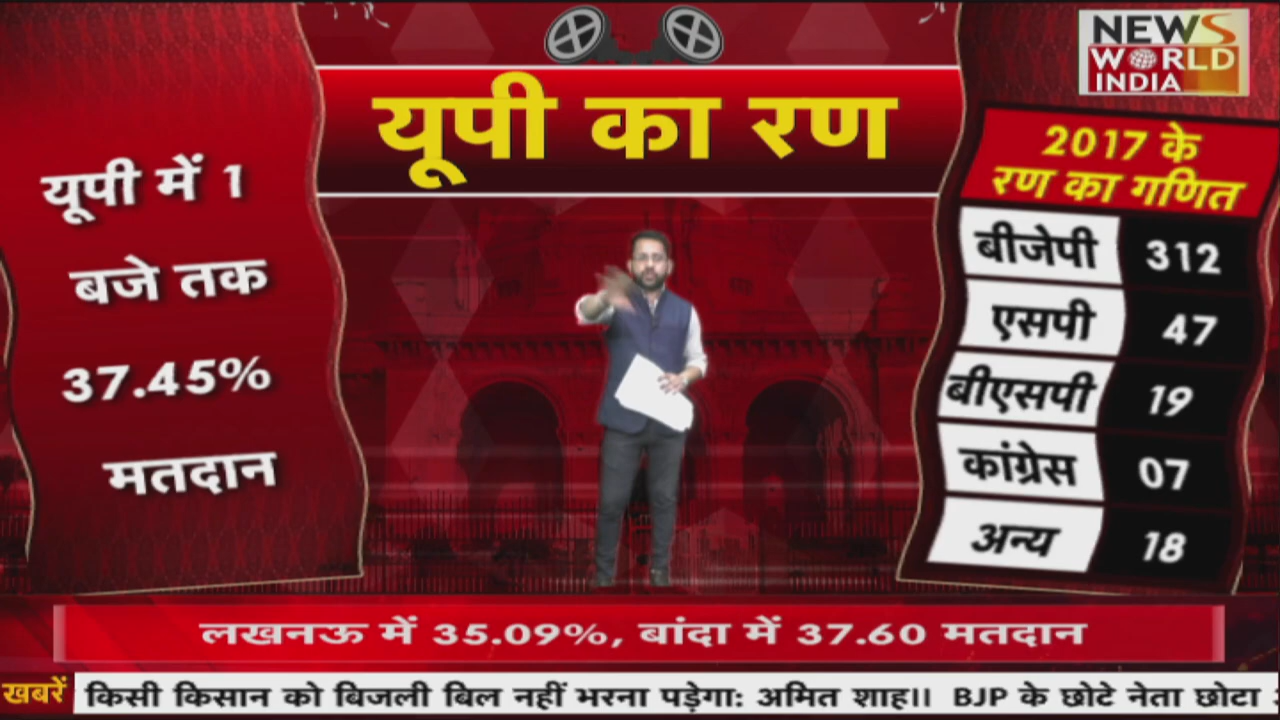 NEWS
WORLD
INDIA
यूपी का रण
यूपी में 1
बजे तक
37.45%
मतदान
2017 के
रण का गणित
बीजेपी 312
एसपी 47
बीएसपी 19
कांग्रेस 07
अन्य 18
लखनऊ में 35.09%, बांदा में 37.60 मतदान
खबरें किसी किसान को बिजली बिल नहीं भरना पड़ेगा: अमित शाह।। BJP के छोटे नेता छोटा